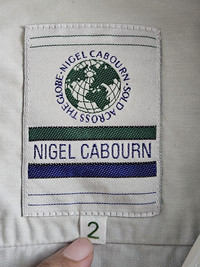 NIGEL CABOURN · SOLD ACROSS THE GLOBE ·
NIGEL CABOURN
2